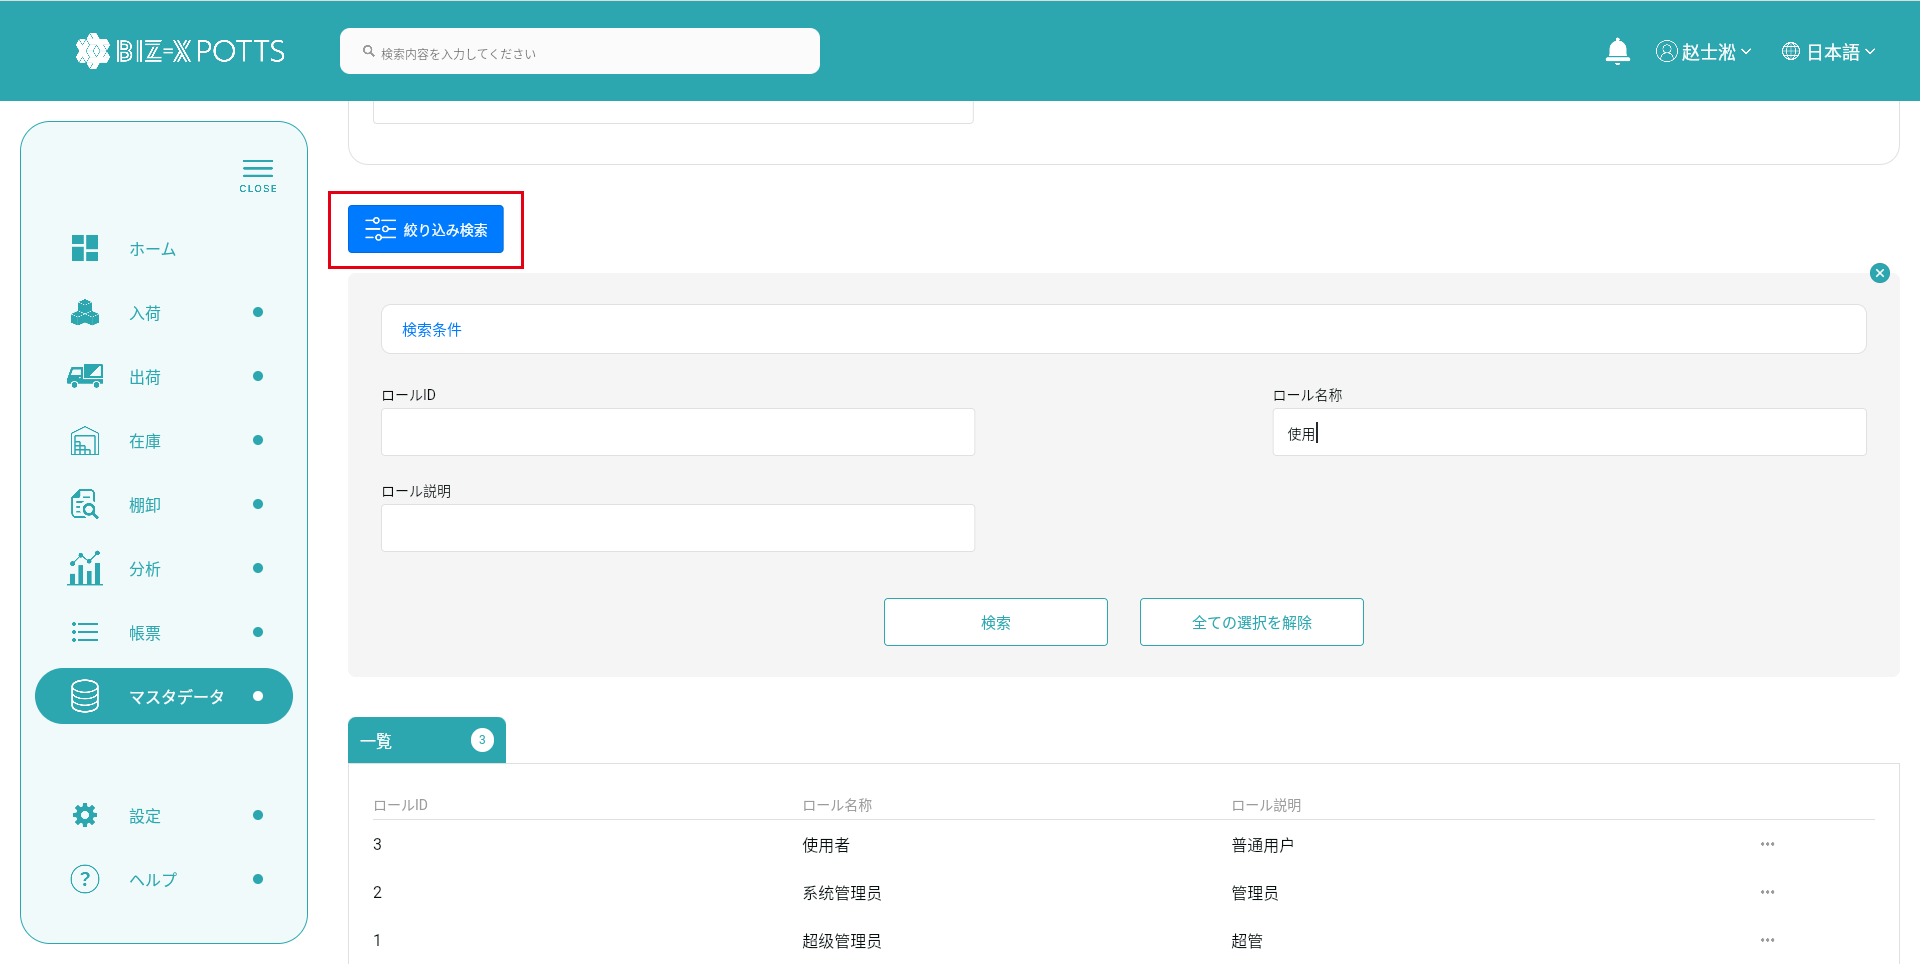 BIZ=X POTTS
検索内容を入力してください
赵士淞
日本語
CLOSE
ホーム
入荷
出荷
在庫
棚卸
分析
帳票
マスタデータ
設定
ヘルプ
絞り込み検索
検索条件
ロールID
ロール名称
使用
ロール説明
検索
全ての選択を解除
一覧 3
ロールID ロール名称 ロール説明
3 使用者 普通用户 •••
2 系统管理员 管理员 •••
1 超级管理员 超管 •••